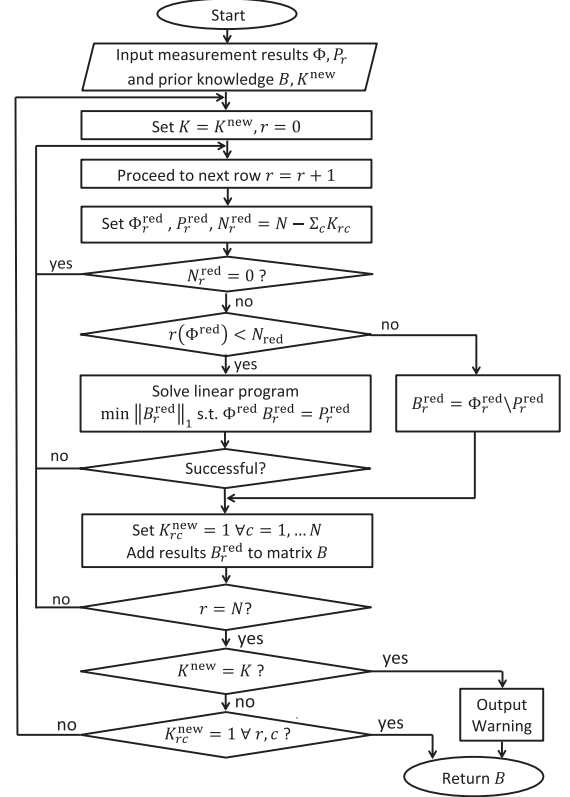 Start
Input measurement results Φ, P_r
and prior knowledge B, K^new
Set K = K^new, r = 0
Proceed to next row r = r + 1
Set Φ_r^red , P_r^red, N_r^red = N − Σ_c K_rc
yes
N_r^red = 0 ?
no
r(Φ^red) < N_red
no
yes
Solve linear program
min ‖B_r^red‖_1 s.t. Φ^red B_r^red = P_r^red
B_r^red = Φ_r^red\P_r^red
no
Successful?
Set K_rc^new = 1 ∀c = 1, … N
Add results B_r^red to matrix B
no
r = N?
yes
K^new = K ?
yes
no
Output
Warning
no
K_rc^new = 1 ∀ r, c ?
yes
Return B